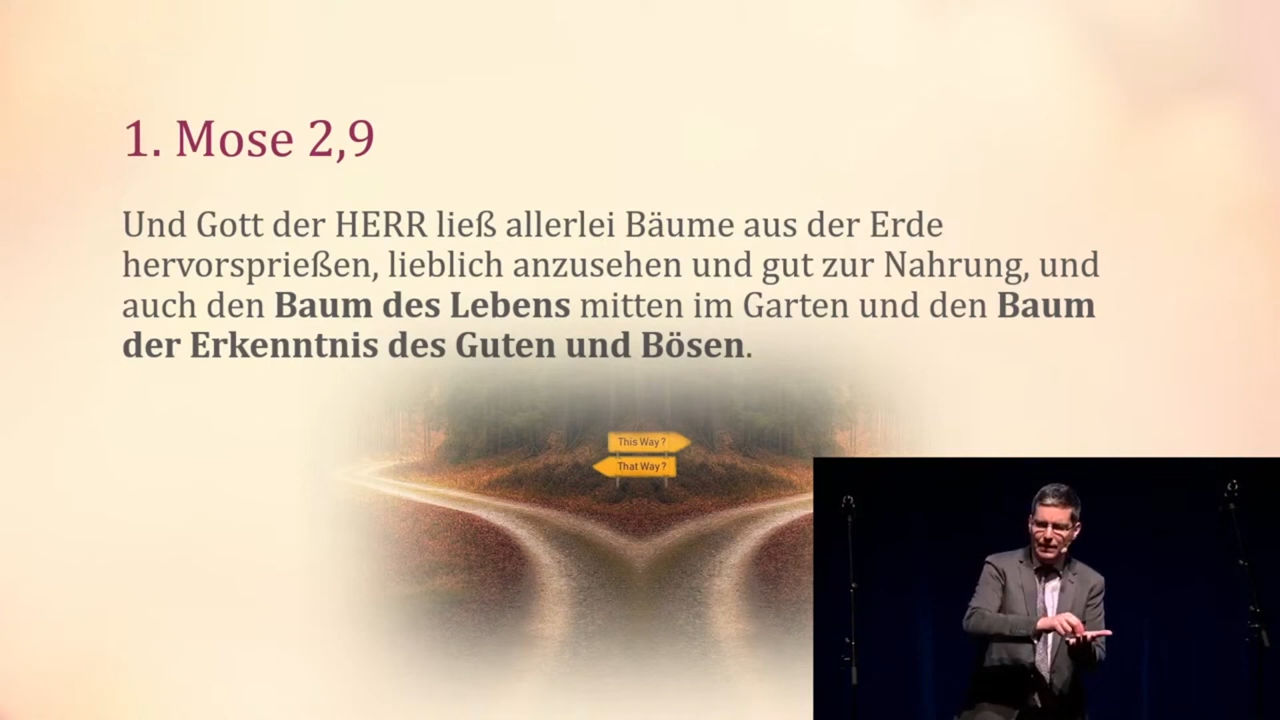 1. Mose 2,9
Und Gott der HERR ließ allerlei Bäume aus der Erde
hervorsprießen, lieblich anzusehen und gut zur Nahrung, und
auch den Baum des Lebens mitten im Garten und den Baum
der Erkenntnis des Guten und Bösen.
This Way ?
That Way ?